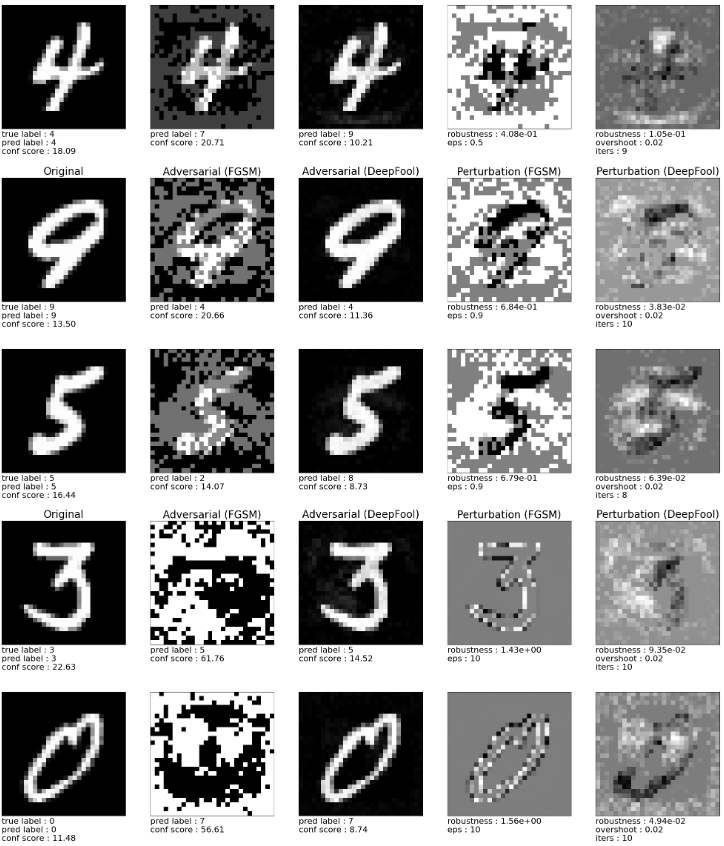 true label : 4
pred label : 4
conf score : 18.09
pred label : 7
conf score : 20.71
pred label : 9
conf score : 10.21
robustness : 4.08e-01
eps : 0.5
robustness : 1.05e-01
overshoot : 0.02
iters : 9
Original
Adversarial (FGSM)
Adversarial (DeepFool)
Perturbation (FGSM)
Perturbation (DeepFool)
true label : 9
pred label : 9
conf score : 13.50
pred label : 4
conf score : 20.66
pred label : 4
conf score : 11.36
robustness : 6.84e-01
eps : 0.9
robustness : 3.83e-02
overshoot : 0.02
iters : 10
true label : 5
pred label : 5
conf score : 16.44
pred label : 2
conf score : 14.07
pred label : 8
conf score : 8.73
robustness : 6.79e-01
eps : 0.9
robustness : 6.39e-02
overshoot : 0.02
iters : 8
Original
Adversarial (FGSM)
Adversarial (DeepFool)
Perturbation (FGSM)
Perturbation (DeepFool)
true label : 3
pred label : 3
conf score : 22.63
pred label : 5
conf score : 61.76
pred label : 5
conf score : 14.52
robustness : 1.43e+00
eps : 10
robustness : 9.35e-02
overshoot : 0.02
iters : 10
true label : 0
pred label : 0
conf score : 11.48
pred label : 7
conf score : 56.61
pred label : 7
conf score : 8.74
robustness : 1.56e+00
eps : 10
robustness : 4.94e-02
overshoot : 0.02
iters : 10